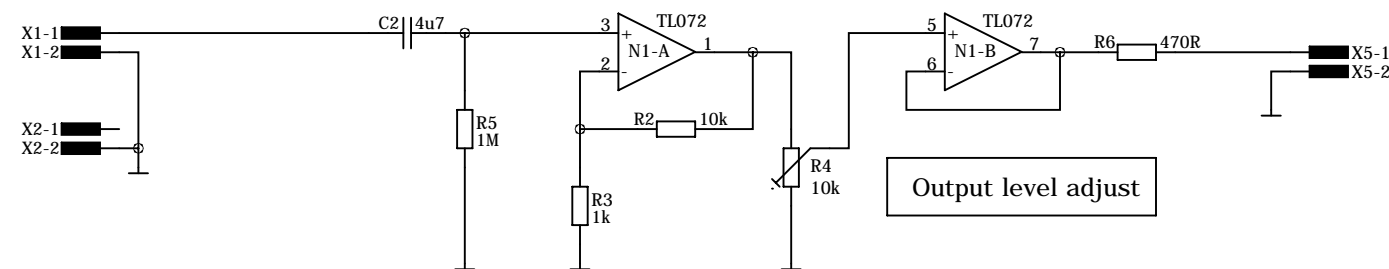 X1-1
X1-2
X2-1
X2-2
C2 4u7
R5
1M
3
2
TL072
N1-A
1
+
-
R2 10k
R3
1k
R4
10k
5
6
TL072
N1-B
7
+
-
R6 470R
X5-1
X5-2
Output level adjust